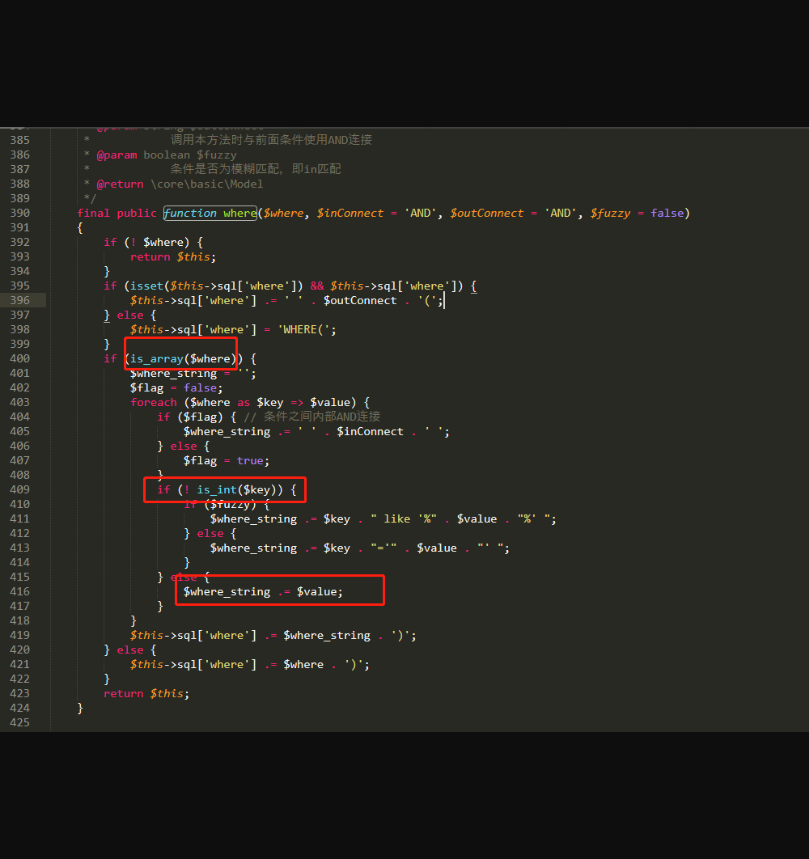 385 * 调用本方法时与前面条件使用AND连接
386 * @param boolean $fuzzy
387 * 条件是否为模糊匹配，即in匹配
388 * @return \core\basic\Model
389 */
390 final public function where($where, $inConnect = 'AND', $outConnect = 'AND', $fuzzy = false)
391 {
392 if (! $where) {
393 return $this;
394 }
395 if (isset($this->sql['where']) && $this->sql['where']) {
396 $this->sql['where'] .= ' ' . $outConnect . '(';
397 } else {
398 $this->sql['where'] = 'WHERE(';
399 }
400 if (is_array($where)) {
401 $where_string = '';
402 $flag = false;
403 foreach ($where as $key => $value) {
404 if ($flag) { // 条件之间内部AND连接
405 $where_string .= ' ' . $inConnect . ' ';
406 } else {
407 $flag = true;
408 }
409 if (! is_int($key)) {
410 if ($fuzzy) {
411 $where_string .= $key . " like '%" . $value . "%' ";
412 } else {
413 $where_string .= $key . "='" . $value . "' ";
414 }
415 } else {
416 $where_string .= $value;
417 }
418 }
419 $this->sql['where'] .= $where_string . ')';
420 } else {
421 $this->sql['where'] .= $where . ')';
422 }
423 return $this;
424 }
425